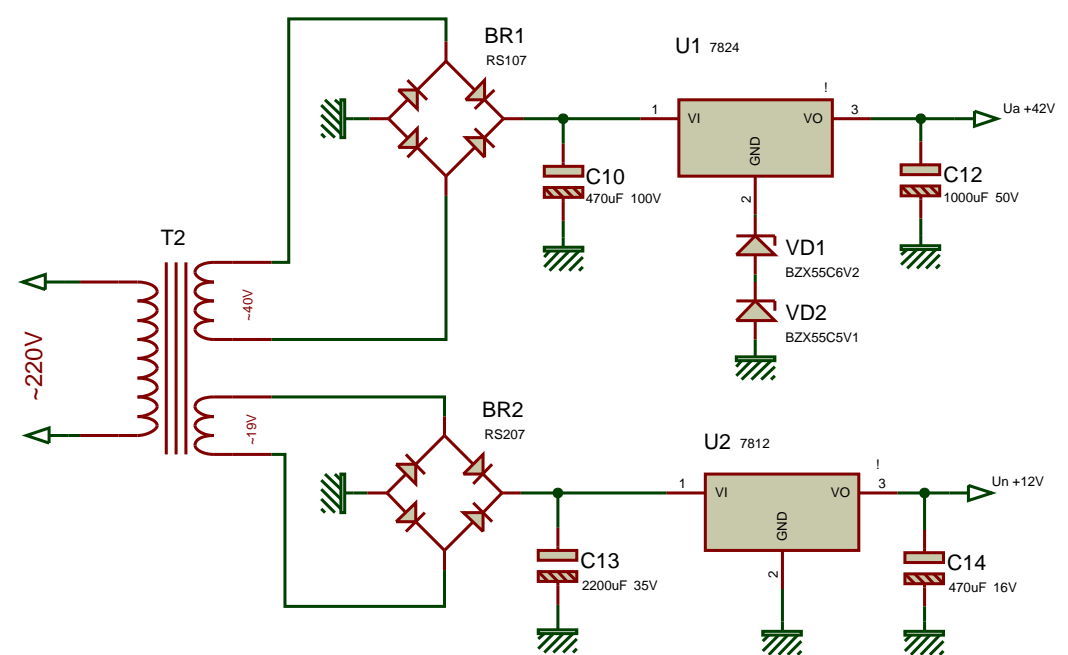 BR1
RS107
U1 7824
!
1
VI
VO
3
GND
2
Ua +42V
C10
470uF 100V
C12
1000uF 50V
VD1
BZX55C6V2
VD2
BZX55C5V1
T2
~40V
~220V
~19V
BR2
RS207
U2 7812
!
1
VI
VO
3
GND
2
Un +12V
C13
2200uF 35V
C14
470uF 16V